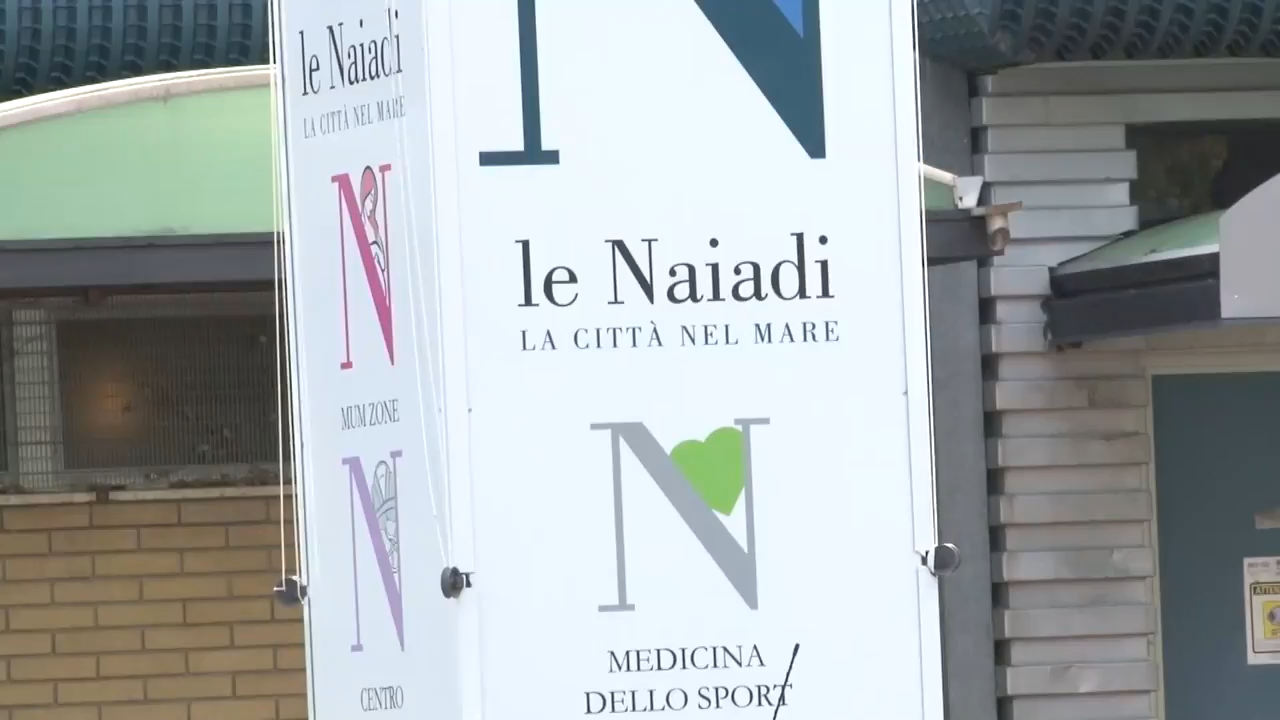 le Naiadi
LA CITTÀ NEL MARE
N
MUM ZONE
N
CENTRO
N
le Naiadi
LA CITTÀ NEL MARE
N
MEDICINA
DELLO SPORT